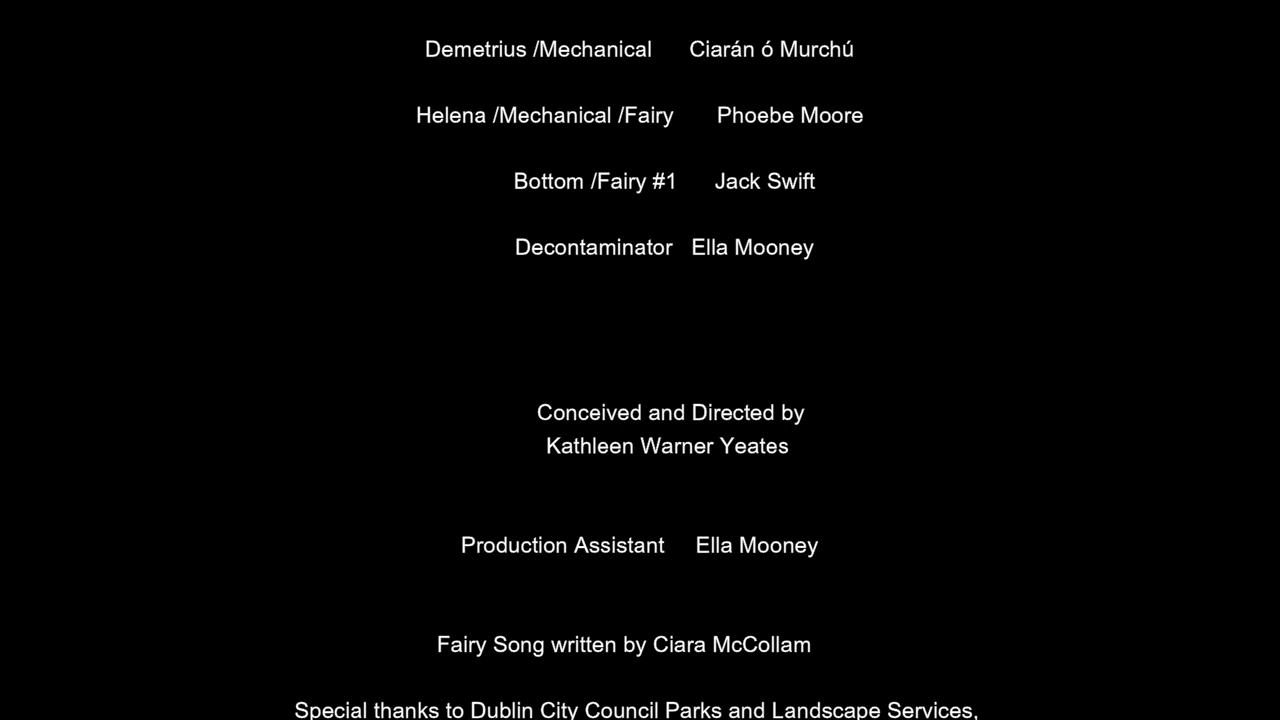 Demetrius /Mechanical Ciarán ó Murchú
Helena /Mechanical /Fairy Phoebe Moore
Bottom /Fairy #1 Jack Swift
Decontaminator Ella Mooney
Conceived and Directed by
Kathleen Warner Yeates
Production Assistant Ella Mooney
Fairy Song written by Ciara McCollam
Special thanks to Dublin City Council Parks and Landscape Services,